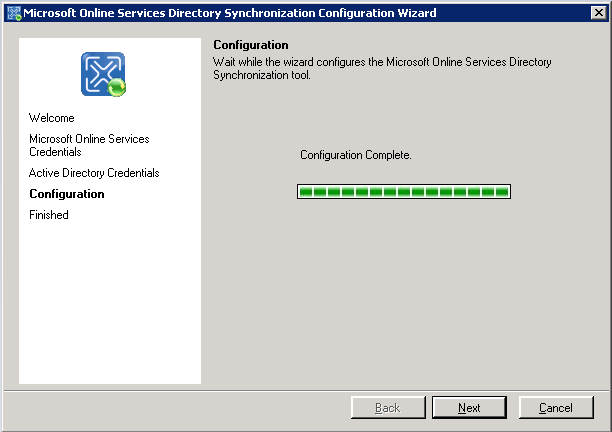 Microsoft Online Services Directory Synchronization Configuration Wizard
Configuration
Wait while the wizard configures the Microsoft Online Services Directory
Synchronization tool.
Welcome
Microsoft Online Services
Credentials
Active Directory Credentials
Configuration
Finished
Configuration Complete.
Back
Next
Cancel